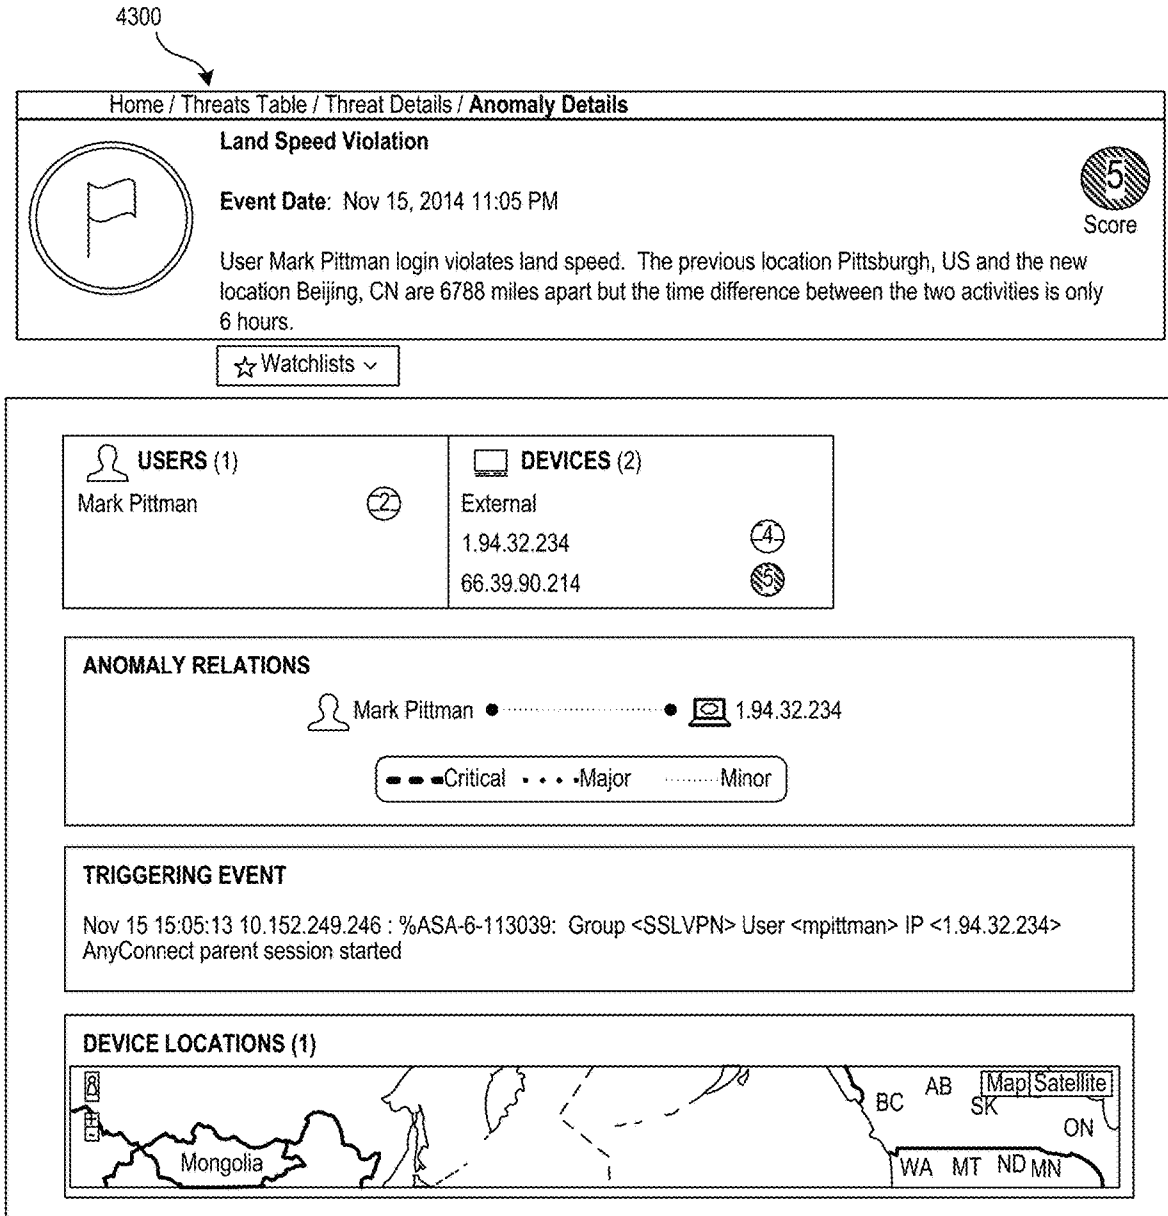 4300
Home / Threats Table / Threat Details / Anomaly Details
Land Speed Violation
5
Event Date: Nov 15, 2014 11:05 PM
Score
User Mark Pittman login violates land speed. The previous location Pittsburgh, US and the new
location Beijing, CN are 6788 miles apart but the time difference between the two activities is only
6 hours.
Watchlists
USERS (1)
Mark Pittman 2
DEVICES (2)
External
1.94.32.234 4
66.39.90.214 5
ANOMALY RELATIONS
Mark Pittman 1.94.32.234
Critical Major Minor
TRIGGERING EVENT
Nov 15 15:05:13 10.152.249.246 : %ASA-6-113039: Group <SSLVPN> User <mpittman> IP <1.94.32.234>
AnyConnect parent session started
DEVICE LOCATIONS (1)
+
-
Map Satellite
AB
BC
SK
ON
Mongolia
WA MT ND MN